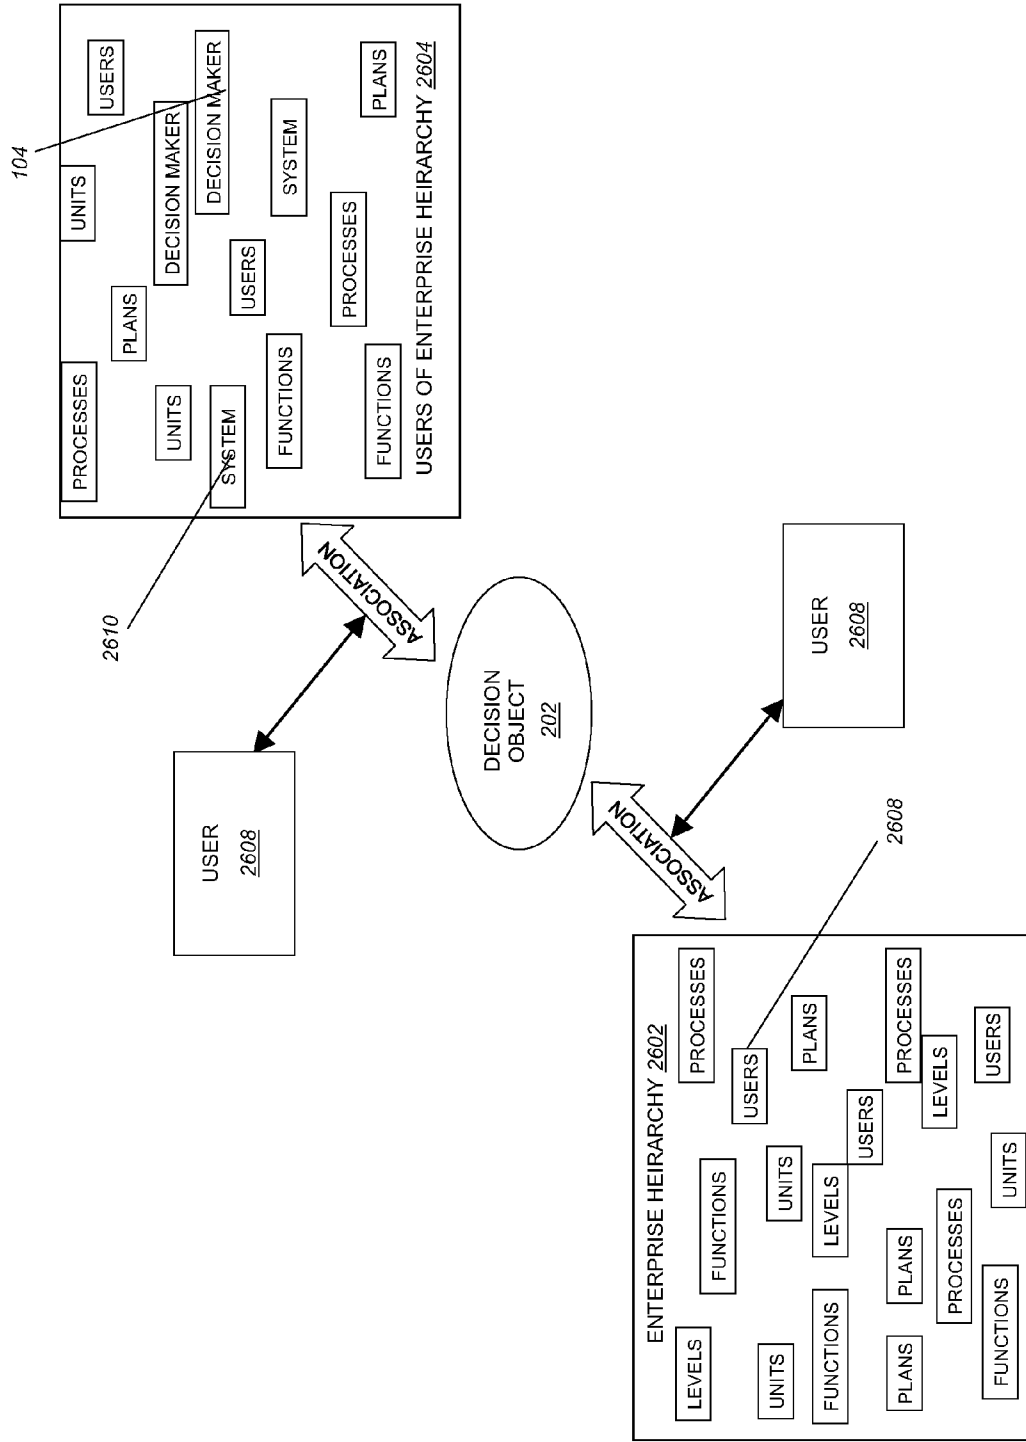 104
PROCESSES
UNITS
USERS
PLANS
UNITS
DECISION MAKER
DECISION MAKER
SYSTEM
USERS
FUNCTIONS
SYSTEM
PROCESSES
FUNCTIONS
PLANS
USERS OF ENTERPRISE HEIRARCHY 2604
2610
USER
2608
ASSOCIATION
DECISION
OBJECT
202
ASSOCIATION
USER
2608
2608
ENTERPRISE HEIRARCHY 2602
LEVELS
PROCESSES
FUNCTIONS
USERS
UNITS
UNITS
PLANS
FUNCTIONS
LEVELS
USERS
PLANS
PLANS
PROCESSES
LEVELS
PROCESSES
USERS
FUNCTIONS
UNITS